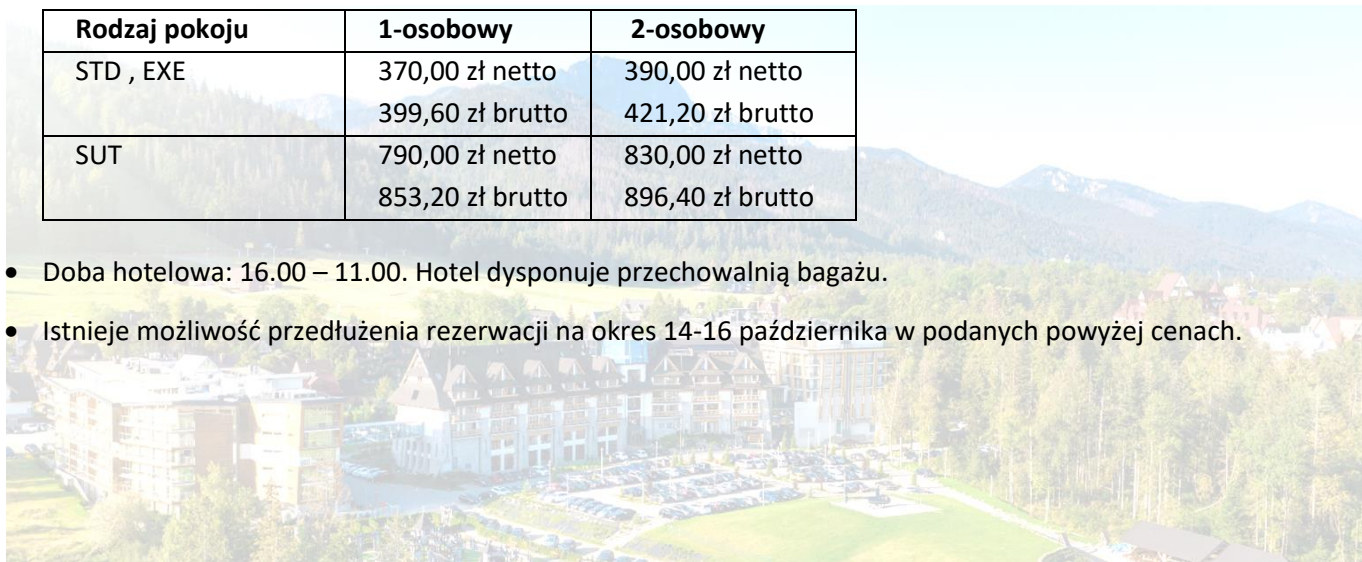 Rodzaj pokoju 1-osobowy 2-osobowy
STD , EXE 370,00 zł netto 390,00 zł netto
399,60 zł brutto 421,20 zł brutto
SUT 790,00 zł netto 830,00 zł netto
853,20 zł brutto 896,40 zł brutto
• Doba hotelowa: 16.00 – 11.00. Hotel dysponuje przechowalnią bagażu.
• Istnieje możliwość przedłużenia rezerwacji na okres 14-16 października w podanych powyżej cenach.